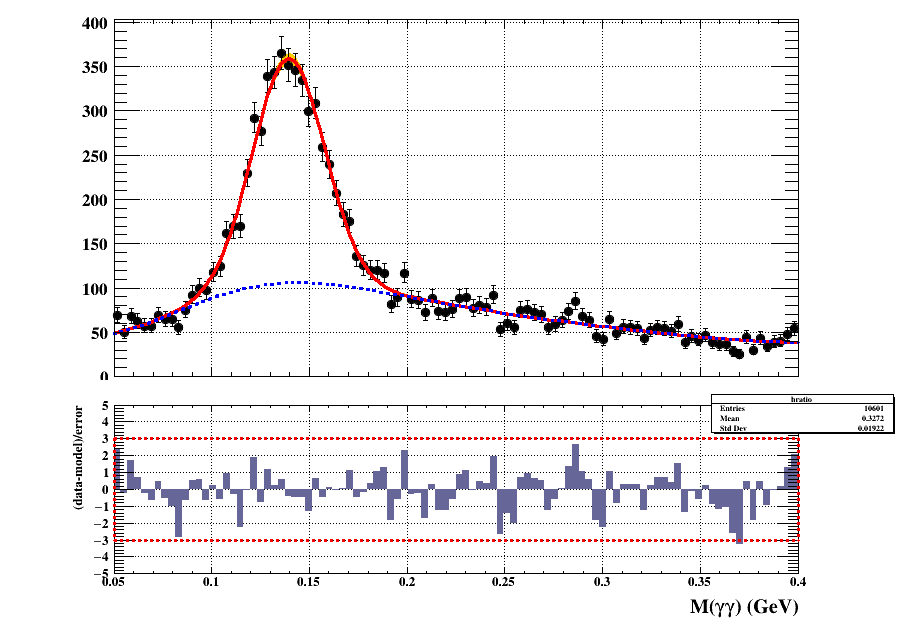 400
350
300
250
200
150
100
50
0
(data-model)/error
5
4
3
2
1
0
−1
−2
−3
−4
−5
hratio
Entries 10601
Mean 0.3272
Std Dev 0.01922
0.05 0.1 0.15 0.2 0.25 0.3 0.35 0.4
M(γγ) (GeV)